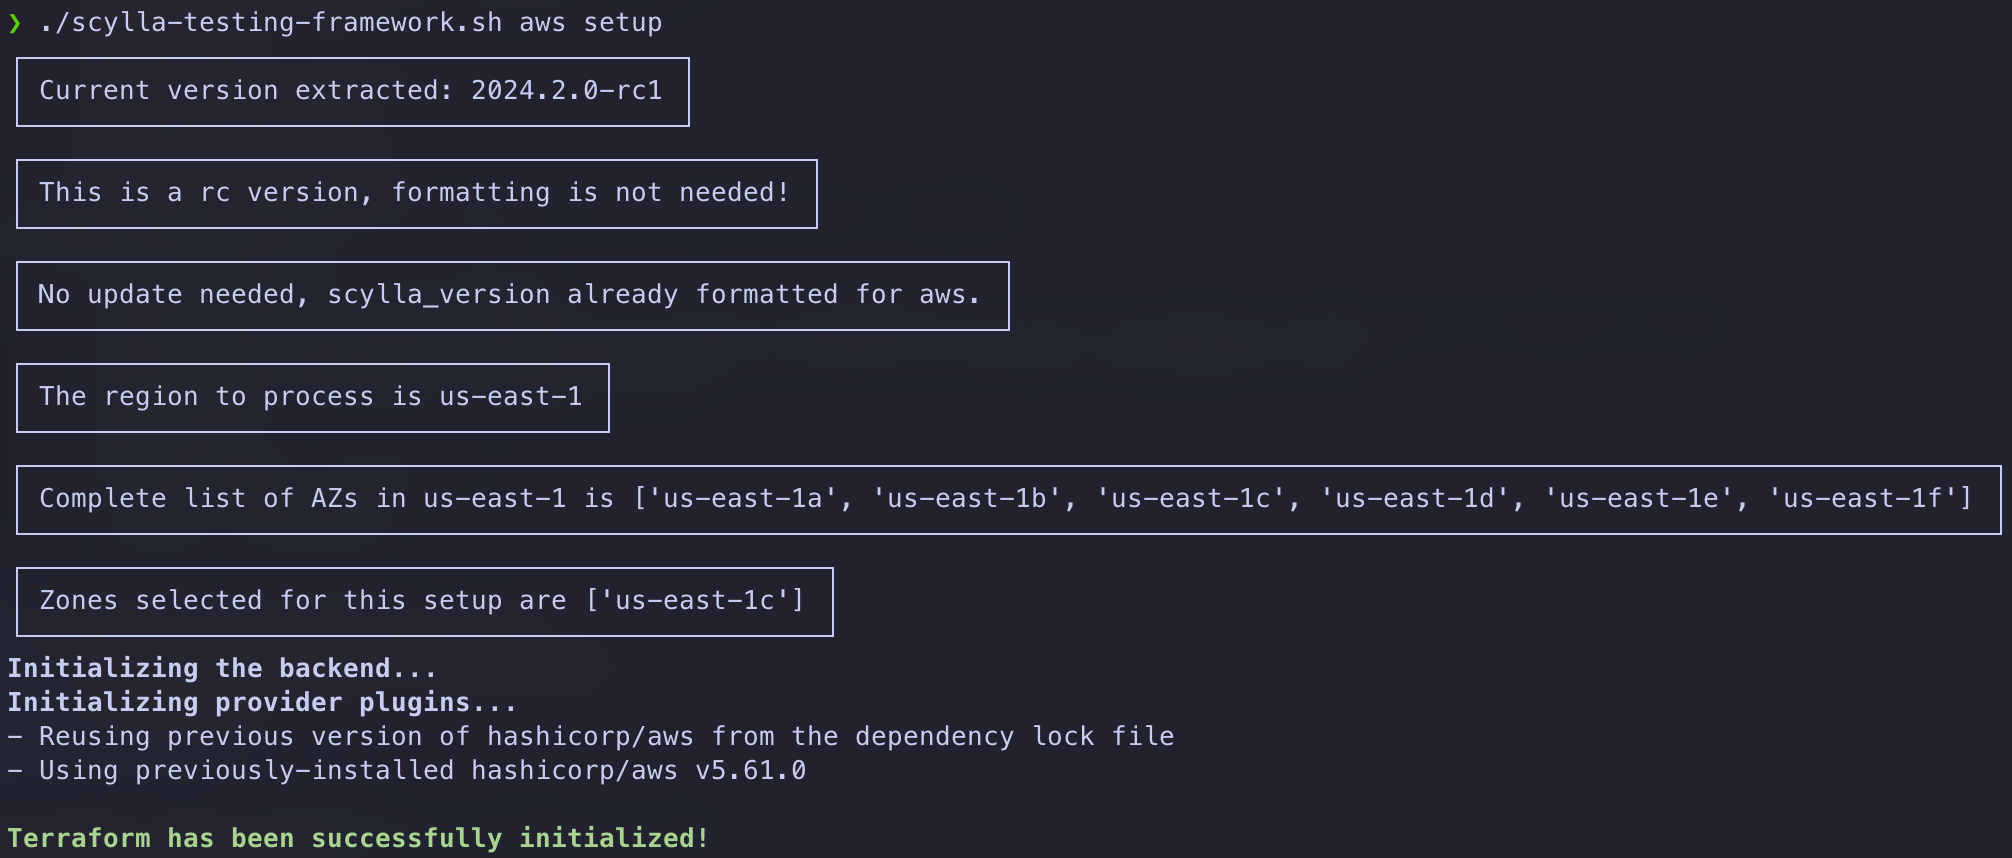 ❯ ./scylla-testing-framework.sh aws setup
Current version extracted: 2024.2.0-rc1
This is a rc version, formatting is not needed!
No update needed, scylla_version already formatted for aws.
The region to process is us-east-1
Complete list of AZs in us-east-1 is ['us-east-1a', 'us-east-1b', 'us-east-1c', 'us-east-1d', 'us-east-1e', 'us-east-1f']
Zones selected for this setup are ['us-east-1c']
Initializing the backend...
Initializing provider plugins...
- Reusing previous version of hashicorp/aws from the dependency lock file
- Using previously-installed hashicorp/aws v5.61.0
Terraform has been successfully initialized!